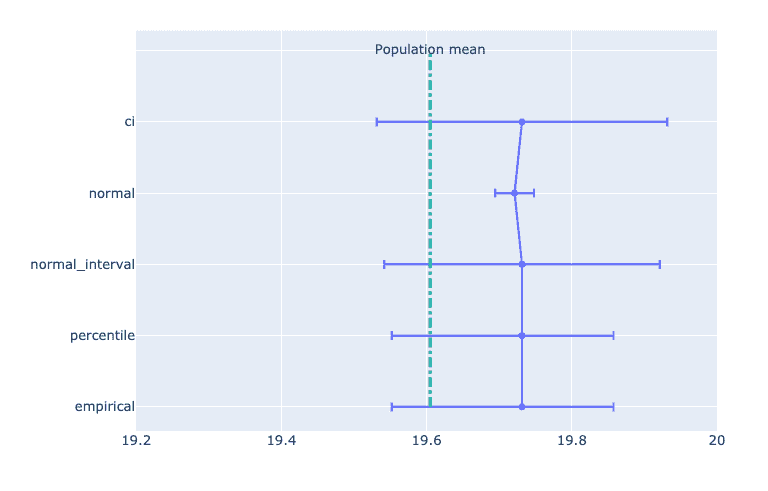 Population mean
ci
normal
normal_interval
percentile
empirical
19.2 19.4 19.6 19.8 20